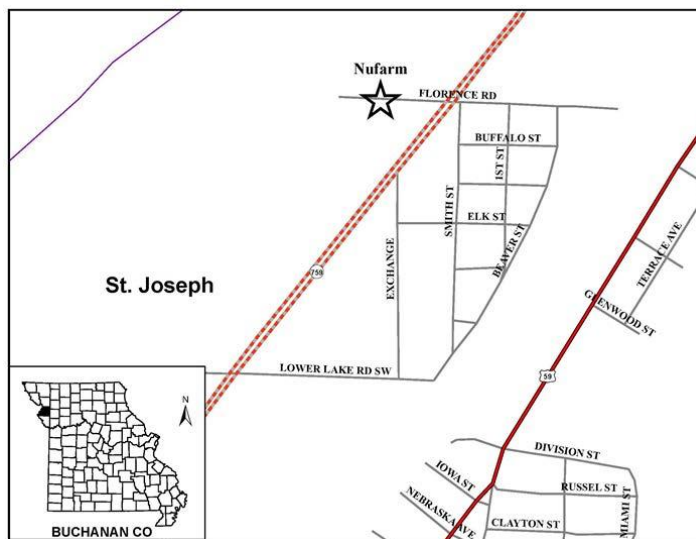 Nufarm
FLORENCE RD
BUFFALO ST
IST ST
SMITH ST
ELK ST
BEAVER ST
TERRACE AVE
EXCHANGE
759
St. Joseph
GLENWOOD ST
LOWER LAKE RD SW
59
N
DIVISION ST
IOWA ST
RUSSEL ST
NEBRASKA AVE
MIAMI ST
CLAYTON ST
BUCHANAN CO